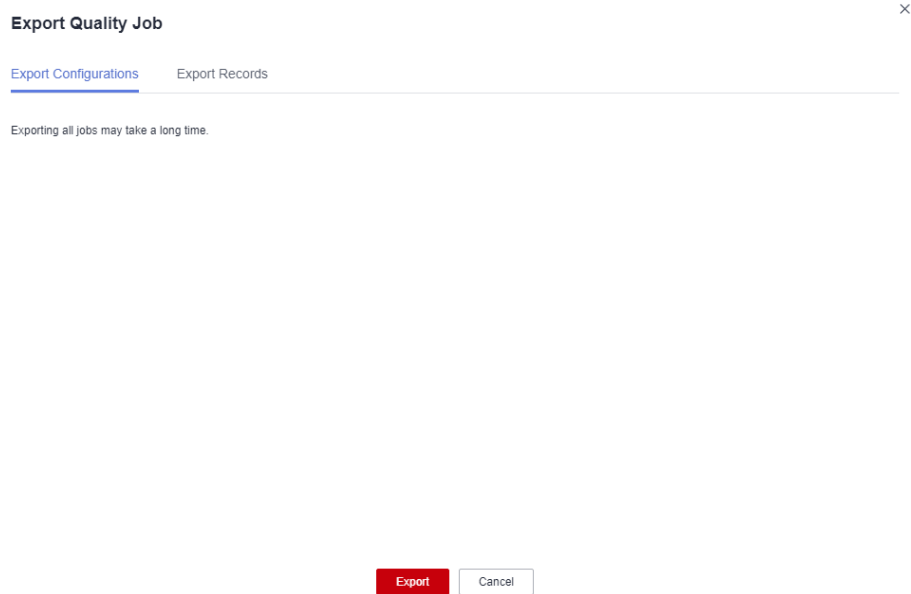 Export Quality Job
Export Configurations Export Records
Exporting all jobs may take a long time.
Export Cancel